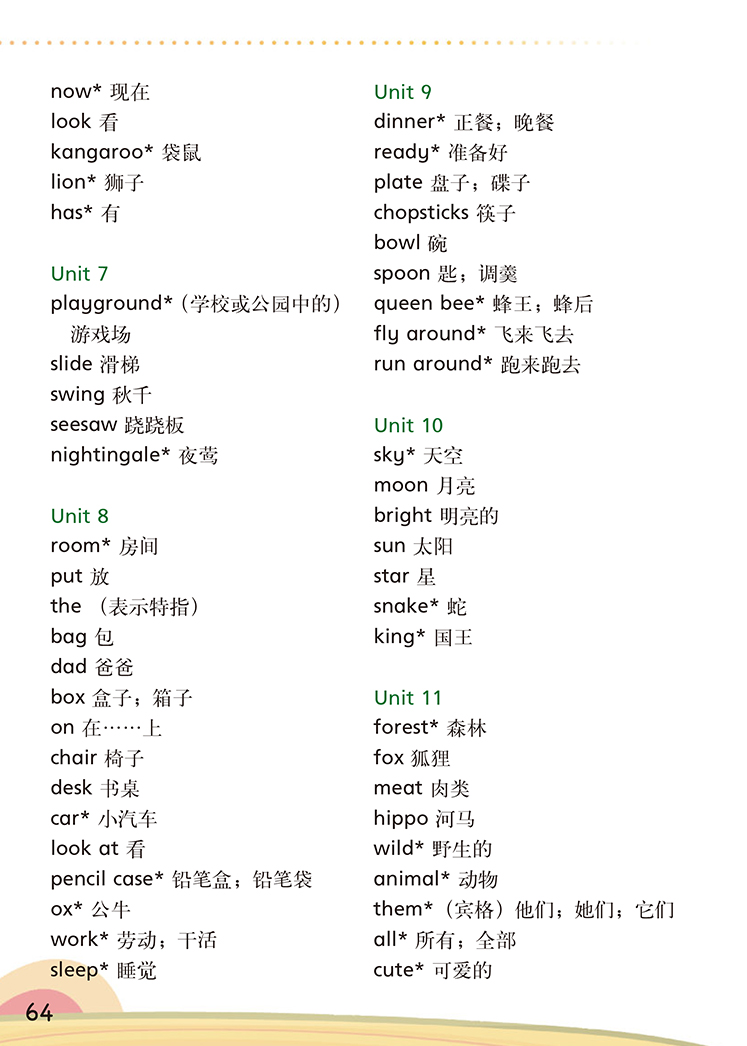 now* 现在
look 看
kangaroo* 袋鼠
lion* 狮子
has* 有
Unit 7
playground*（学校或公园中的）
游戏场
slide 滑梯
swing 秋千
seesaw 跷跷板
nightingale* 夜莺
Unit 8
room* 房间
put 放
the （表示特指）
bag 包
dad 爸爸
box 盒子；箱子
on 在……上
chair 椅子
desk 书桌
car* 小汽车
look at 看
pencil case* 铅笔盒；铅笔袋
ox* 公牛
work* 劳动；干活
sleep* 睡觉
Unit 9
dinner* 正餐；晚餐
ready* 准备好
plate 盘子；碟子
chopsticks 筷子
bowl 碗
spoon 匙；调羹
queen bee* 蜂王；蜂后
fly around* 飞来飞去
run around* 跑来跑去
Unit 10
sky* 天空
moon 月亮
bright 明亮的
sun 太阳
star 星
snake* 蛇
king* 国王
Unit 11
forest* 森林
fox 狐狸
meat 肉类
hippo 河马
wild* 野生的
animal* 动物
them*（宾格）他们；她们；它们
all* 所有；全部
cute* 可爱的
64